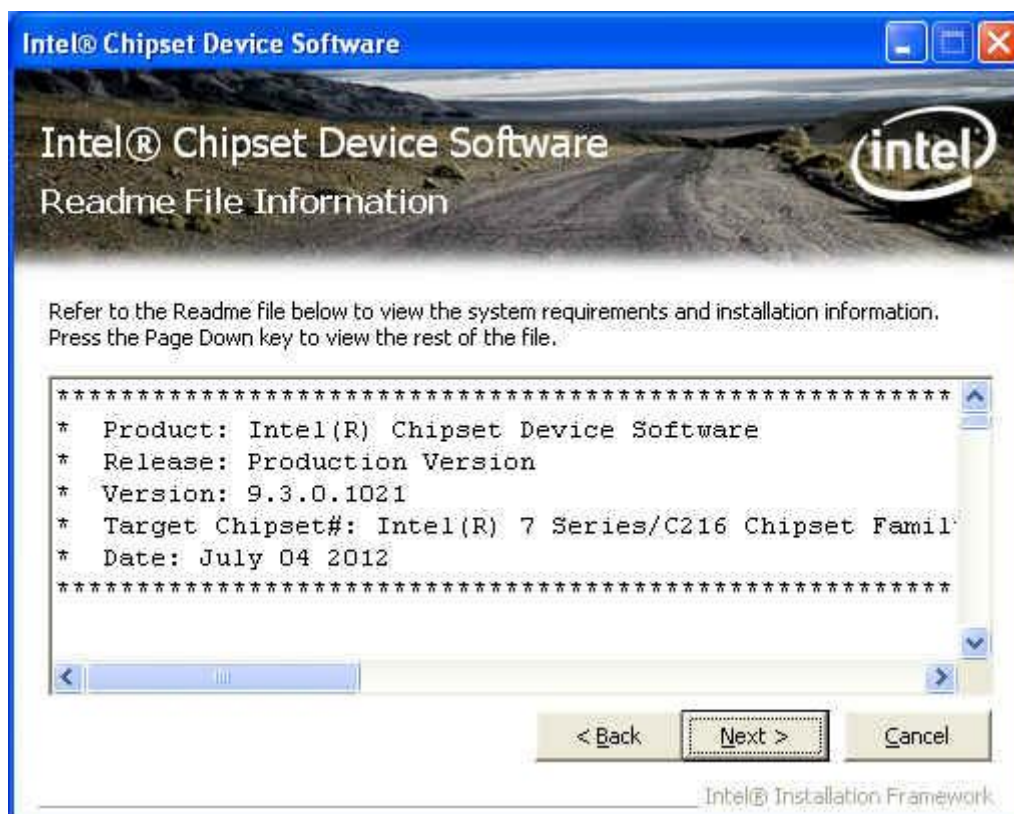 Intel® Chipset Device Software
Intel® Chipset Device Software
intel
Readme File Information
Refer to the Readme file below to view the system requirements and installation information.
Press the Page Down key to view the rest of the file.
********************************************************
* Product: Intel(R) Chipset Device Software
* Release: Production Version
* Version: 9.3.0.1021
* Target Chipset#: Intel(R) 7 Series/C216 Chipset Famil
* Date: July 04 2012
********************************************************
< Back Next > Cancel
Intel® Installation Framework